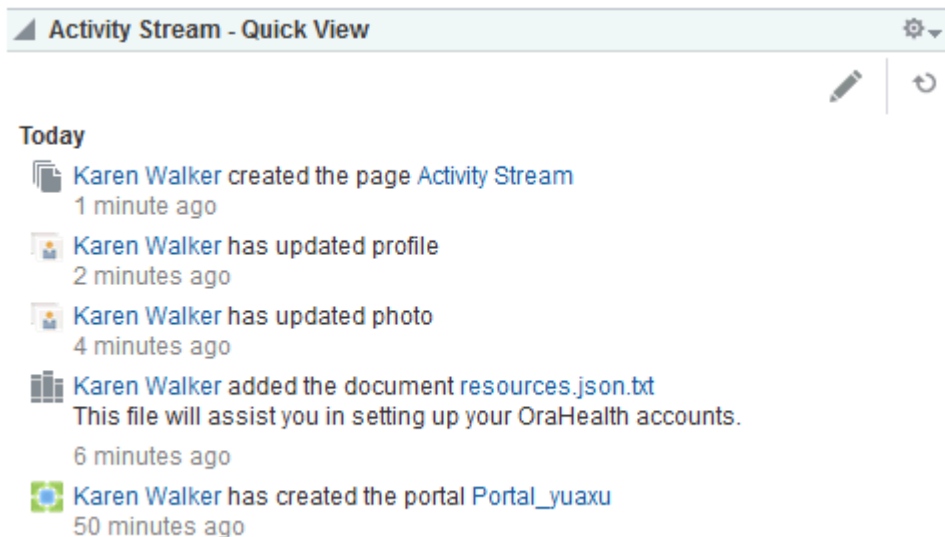 Activity Stream - Quick View
Today
Karen Walker created the page Activity Stream
1 minute ago
Karen Walker has updated profile
2 minutes ago
Karen Walker has updated photo
4 minutes ago
Karen Walker added the document resources.json.txt
This file will assist you in setting up your OraHealth accounts.
6 minutes ago
Karen Walker has created the portal Portal_yuaxu
50 minutes ago